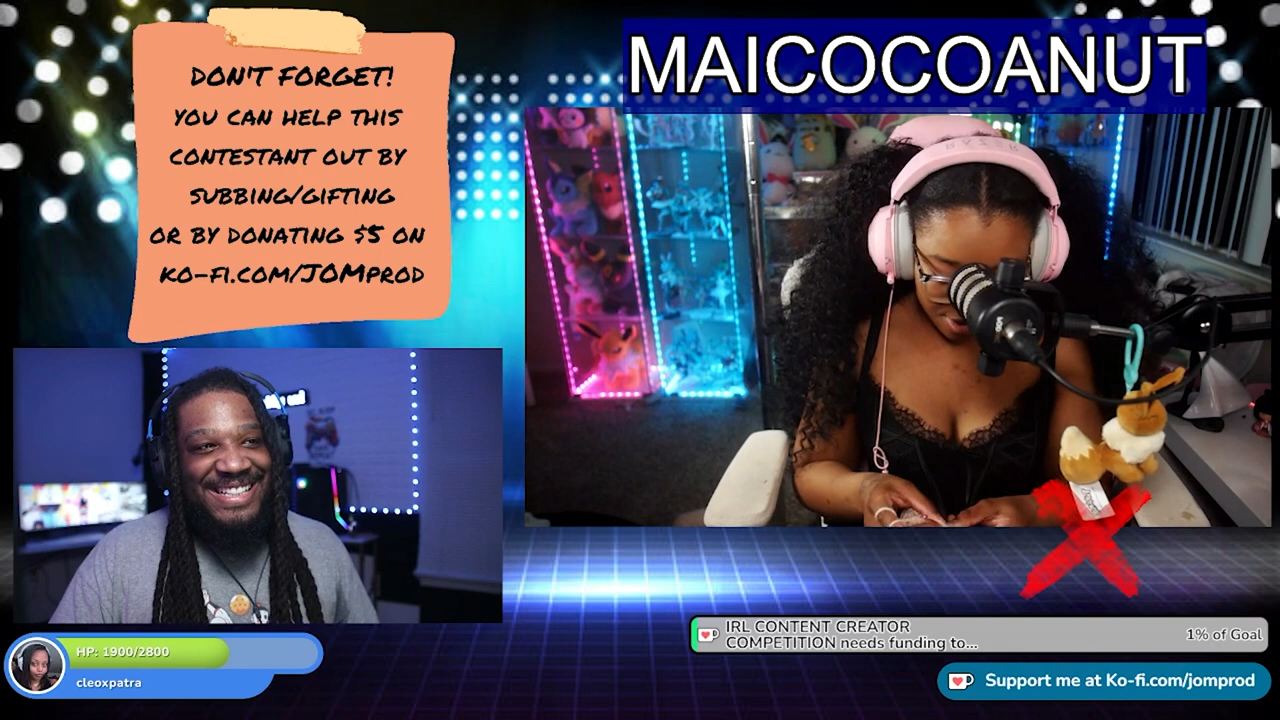 DON'T FORGET!
YOU CAN HELP THIS
CONTESTANT OUT BY
SUBBING/GIFTING
OR BY DONATING $5 ON
KO-FI.COM/JOMPROD
MAICOCOANUT
HP: 1900/2800
cleoxpatra
IRL CONTENT CREATOR
COMPETITION needs funding to...
1% of Goal
Support me at Ko-fi.com/jomprod